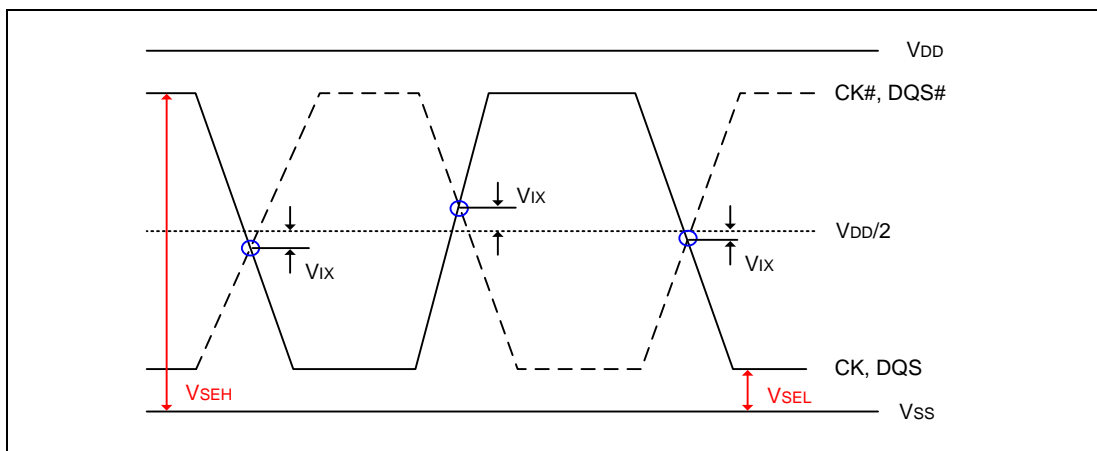 VDD
CK#, DQS#
VIX
VDD/2
VIX
VIX
CK, DQS
VSEH
VSEL
VSS